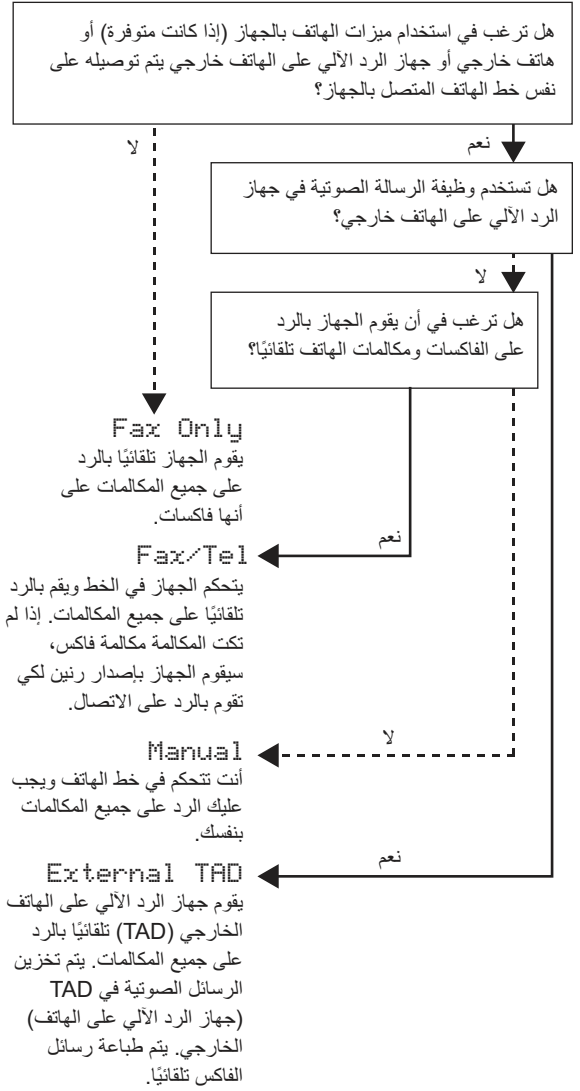 هل ترغب في استخدام ميزات الهاتف بالجهاز (إذا كانت متوفرة) أو
هاتف خارجي أو جهاز الرد الآلي على الهاتف خارجي يتم توصيله على
نفس خط الهاتف المتصل بالجهاز؟
لا
نعم
هل تستخدم وظيفة الرسالة الصوتية في جهاز
الرد الآلي على الهاتف خارجي؟
لا
هل ترغب في أن يقوم الجهاز بالرد
على الفاكسات ومكالمات الهاتف تلقائيًا؟
Fax Only
يقوم الجهاز تلقائيًا بالرد
على جميع المكالمات على
أنها فاكسات.
نعم
Fax/Tel
يتحكم الجهاز في الخط ويقم بالرد
تلقائيًا على جميع المكالمات. إذا لم
تكت المكالمة مكالمة فاكس،
سيقوم الجهاز بإصدار رنين لكي
تقوم بالرد على الاتصال.
لا
Manual
أنت تتحكم في خط الهاتف ويجب
عليك الرد على جميع المكالمات
بنفسك.
نعم
External TAD
يقوم جهاز الرد الآلي على الهاتف
الخارجي (TAD) تلقائيًا بالرد
على جميع المكالمات. يتم تخزين
الرسائل الصوتية في TAD
(جهاز الرد الآلي على الهاتف)
الخارجي. يتم طباعة رسائل
الفاكس تلقائيًا.